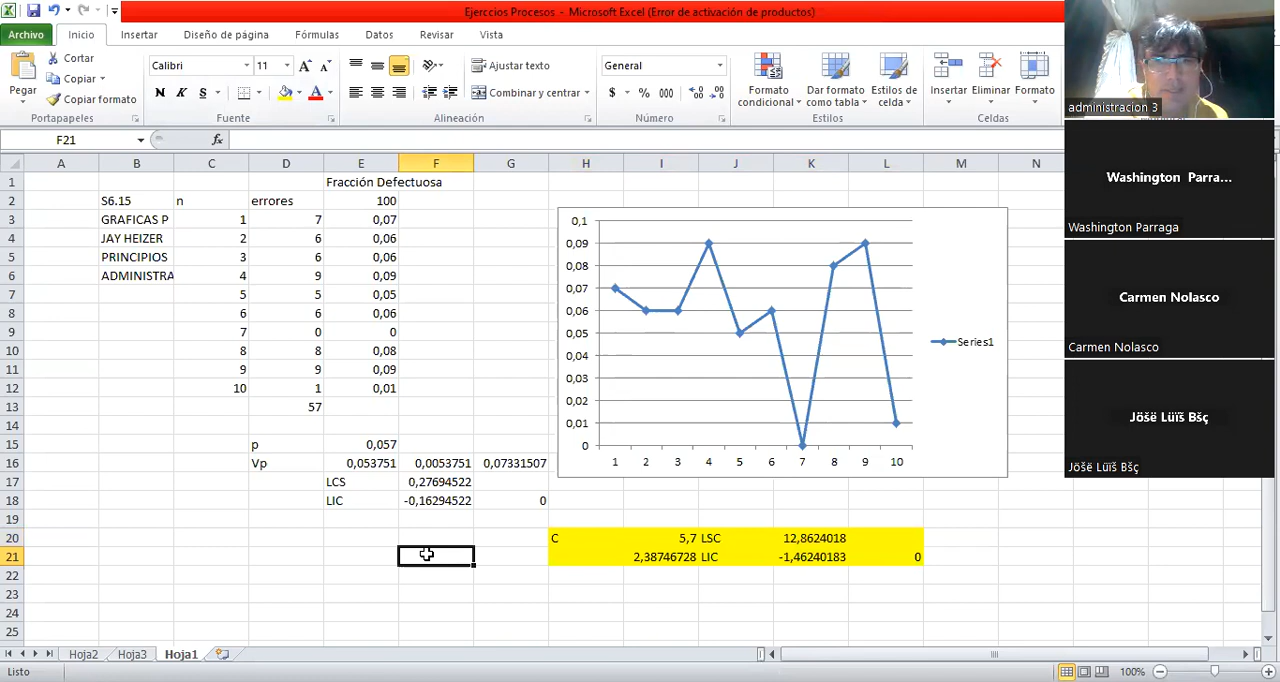 Ejerccios Procesos - Microsoft Excel (Error de activación de productos)
Archivo Inicio Insertar Diseño de página Fórmulas Datos Revisar Vista
Pegar
Cortar
Copiar
Copiar formato
Portapapeles
Calibri 11
N K S
Fuente
Ajustar texto
Combinar y centrar
Alineación
General
$ % 000
Número
Formato condicional
Dar formato como tabla
Estilos de celda
Estilos
Insertar Eliminar Formato
Celdas
F21 fx
A B C D E F G H I J K L M N
1 Fracción Defectuosa
2 S6.15 n errores 100
3 GRAFICAS P 1 7 0,07
4 JAY HEIZER 2 6 0,06
5 PRINCIPIOS 3 6 0,06
6 ADMINISTRA 4 9 0,09
7 5 5 0,05
8 6 6 0,06
9 7 0 0
10 8 8 0,08
11 9 9 0,09
12 10 1 0,01
13 57
14
15 p 0,057
16 Vp 0,053751 0,0053751 0,07331507
17 LCS 0,27694522
18 LIC -0,16294522 0
19
20 C 5,7 LSC 12,8624018
21 2,38746728 LIC -1,46240183 0
22
23
24
25
0,1
0,09
0,08
0,07
0,06
0,05
0,04
0,03
0,02
0,01
0
1 2 3 4 5 6 7 8 9 10
Series1
administracion 3
Washington Parra...
Washington Parraga
Carmen Nolasco
Carmen Nolasco
Jöšë Lüïš Bšç
Jöšë Lüïš Bšç
Hoja2 Hoja3 Hoja1
Listo
100%